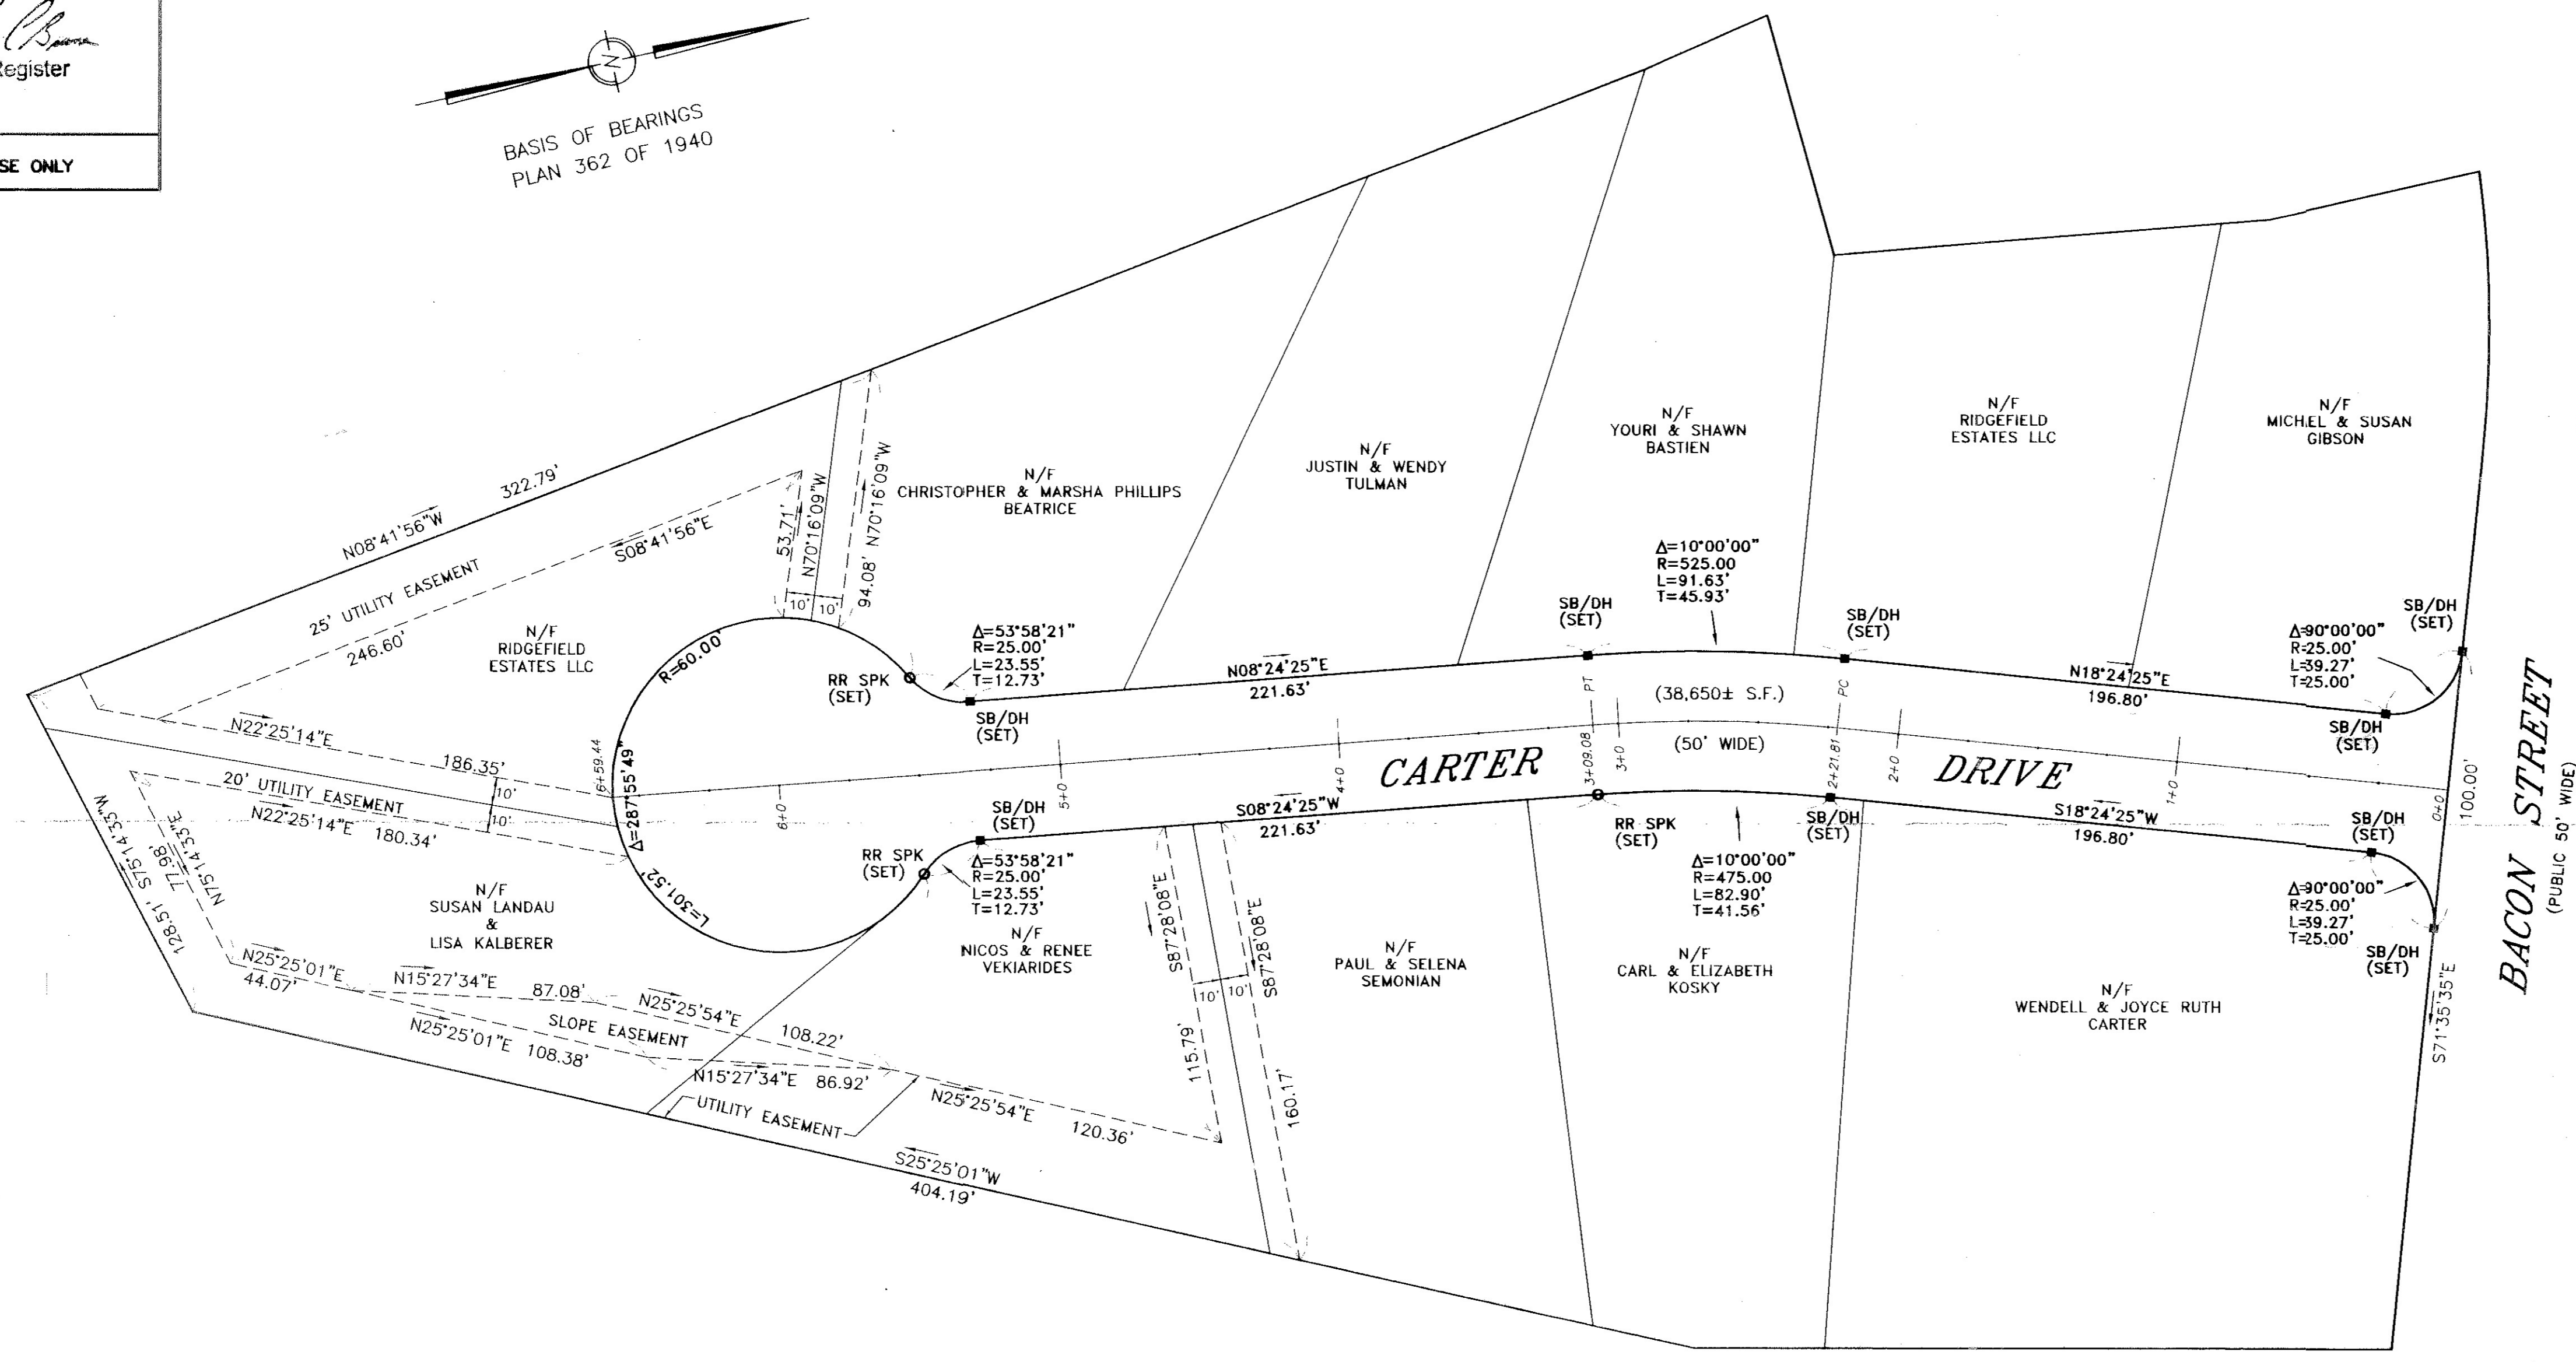 Register
SE ONLY
N
BASIS OF BEARINGS
PLAN 362 OF 1940
N08°41'56"W
322.79'
25' UTILITY EASEMENT
S08°41'56"E
246.60'
N/F
RIDGEFIELD
ESTATES LLC
53.71'
N70°16'09"W
94.08' N70°16'09"W
10'
10'
N/F
CHRISTOPHER & MARSHA PHILLIPS
BEATRICE
N/F
JUSTIN & WENDY
TULMAN
N/F
YOURI & SHAWN
BASTIEN
N/F
RIDGEFIELD
ESTATES LLC
N/F
MICHEL & SUSAN
GIBSON
R=60.00'
Δ=287°55'49"
L=301.52'
RR SPK
(SET)
Δ=53°58'21"
R=25.00'
L=23.55'
T=12.73'
SB/DH
(SET)
N08°24'25"E
221.63'
SB/DH
(SET)
Δ=10°00'00"
R=525.00
L=91.63'
T=45.93'
SB/DH
(SET)
N18°24'25"E
196.80'
Δ=90°00'00"
R=25.00'
L=39.27'
T=25.00'
SB/DH
(SET)
SB/DH
(SET)
(38,650± S.F.)
(50' WIDE)
CARTER DRIVE
6+59.44
6+0
5+0
4+0
3+09.08 PT
3+0
2+21.81 PC
2+0
1+0
0+0
100.00'
BACON STREET
(PUBLIC 50' WIDE)
N22°25'14"E
186.35'
20' UTILITY EASEMENT
10'
10'
N22°25'14"E 180.34'
128.51' S75°14'33"W
77.98'
N75°14'33"E
N/F
SUSAN LANDAU
&
LISA KALBERER
RR SPK
(SET)
SB/DH
(SET)
Δ=53°58'21"
R=25.00'
L=23.55'
T=12.73'
N/F
NICOS & RENEE
VEKIARIDES
S08°24'25"W
221.63'
RR SPK
(SET)
Δ=10°00'00"
R=475.00
L=82.90'
T=41.56'
SB/DH
(SET)
S18°24'25"W
196.80'
SB/DH
(SET)
Δ=90°00'00"
R=25.00'
L=39.27'
T=25.00'
SB/DH
(SET)
S71°35'35"E
S87°28'08"E
115.79'
10'
10'
S87°28'08"E
160.17'
N/F
PAUL & SELENA
SEMONIAN
N/F
CARL & ELIZABETH
KOSKY
N/F
WENDELL & JOYCE RUTH
CARTER
N25°25'01"E
44.07'
N15°27'34"E 87.08'
N25°25'54"E
108.22'
SLOPE EASEMENT
N25°25'01"E 108.38'
N15°27'34"E 86.92'
UTILITY EASEMENT
N25°25'54"E
120.36'
S25°25'01"W
404.19'